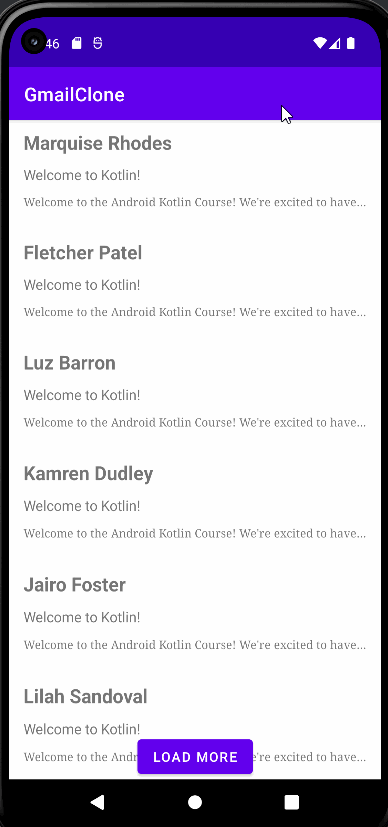 46
GmailClone
Marquise Rhodes
Welcome to Kotlin!
Welcome to the Android Kotlin Course! We're excited to have...
Fletcher Patel
Welcome to Kotlin!
Welcome to the Android Kotlin Course! We're excited to have...
Luz Barron
Welcome to Kotlin!
Welcome to the Android Kotlin Course! We're excited to have...
Kamren Dudley
Welcome to Kotlin!
Welcome to the Android Kotlin Course! We're excited to have...
Jairo Foster
Welcome to Kotlin!
Welcome to the Android Kotlin Course! We're excited to have...
Lilah Sandoval
Welcome to Kotlin!
Welcome to the LOAD MORE We're excited to have...